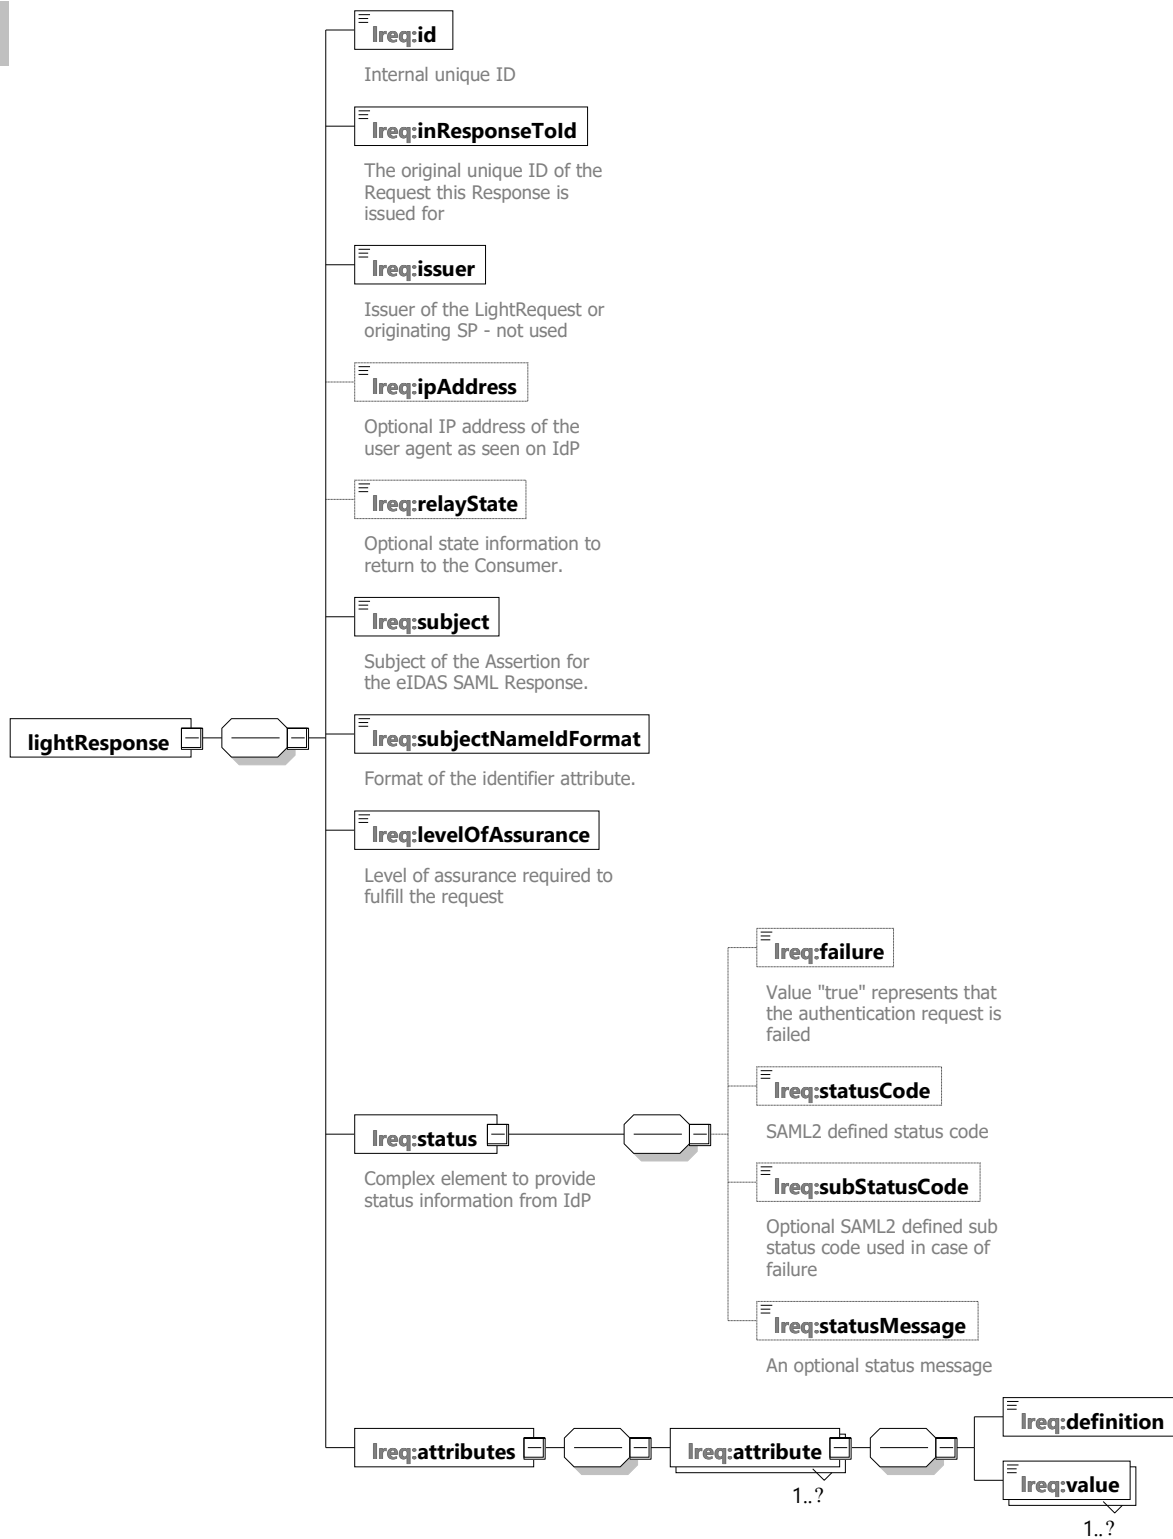 lreq:id
Internal unique ID
lreq:inResponseToId
The original unique ID of the
Request this Response is
issued for
lreq:issuer
Issuer of the LightRequest or
originating SP - not used
lreq:ipAddress
Optional IP address of the
user agent as seen on IdP
lreq:relayState
Optional state information to
return to the Consumer.
lreq:subject
Subject of the Assertion for
the eIDAS SAML Response.
lightResponse
lreq:subjectNameIdFormat
Format of the identifier attribute.
lreq:levelOfAssurance
Level of assurance required to
fulfill the request
lreq:failure
Value "true" represents that
the authentication request is
failed
lreq:statusCode
SAML2 defined status code
lreq:status
Complex element to provide
status information from IdP
lreq:subStatusCode
Optional SAML2 defined sub
status code used in case of
failure
lreq:statusMessage
An optional status message
lreq:attributes
lreq:attribute
1..?
lreq:definition
lreq:value
1..?